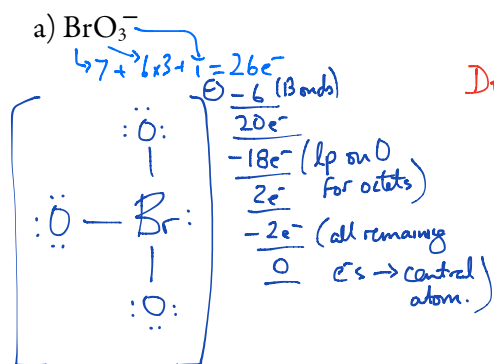 a) BrO₃⁻
↳ 7 + 6×3 + 1 = 26e⁻
⊖ - 6 (Bonds)
20e⁻
- 18e⁻ (lp on O
for octets)
2e⁻
- 2e⁻ (all remaining
0 e⁻s → central
atom.)
O
O — Br
O